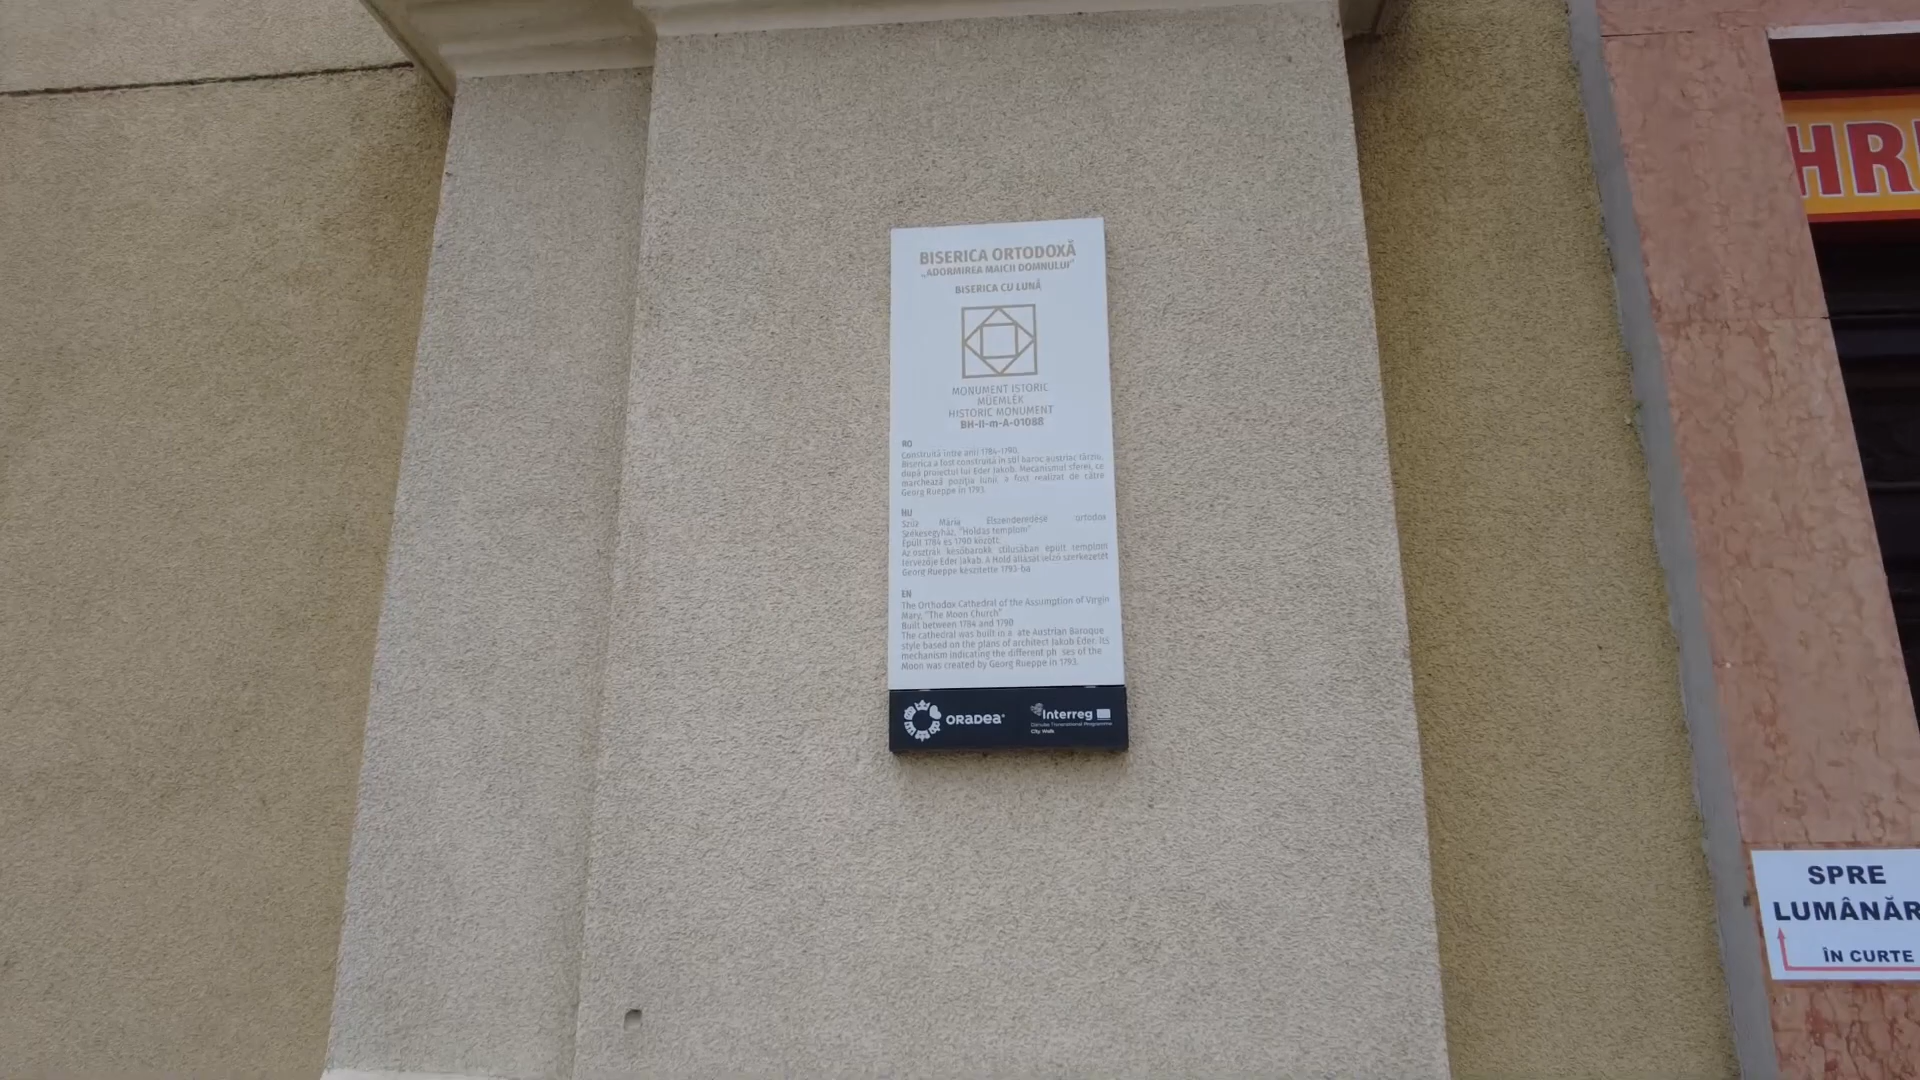 BISERICA ORTODOXĂ
„ADORMIREA MAICII DOMNULUI"
BISERICA CU LUNĂ
MONUMENT ISTORIC
MŰEMLÉK
HISTORIC MONUMENT
BH-II-m-A-01088
RO
Construită între anii 1784-1790.
Biserica a fost construită în stil baroc austriac târziu,
după proiectul lui Eder Jakob. Mecanismul sferei, ce
marchează poziția lunii, a fost realizat de către
Georg Rueppe în 1793.
HU
Szűz Mária Elszenderedése ortodox
Székesegyház, "Holdas templom"
Épült 1784 és 1790 között.
Az osztrák későbarokk stílusában épült templom
tervezője Éder Jakab. A Hold állását jelző szerkezetét
Georg Rueppe készítette 1793-ba
EN
The Orthodox Cathedral of the Assumption of Virgin
Mary, "The Moon Church"
Built between 1784 and 1790
The cathedral was built in a ate Austrian Baroque
style based on the plans of architect Jakob Eder. Its
mechanism indicating the different ph ses of the
Moon was created by Georg Rueppe in 1793.
ORADEA
Interreg
Danube Transnational Programme
City Walk
HRI
SPRE
LUMÂNĂR
ÎN CURTE